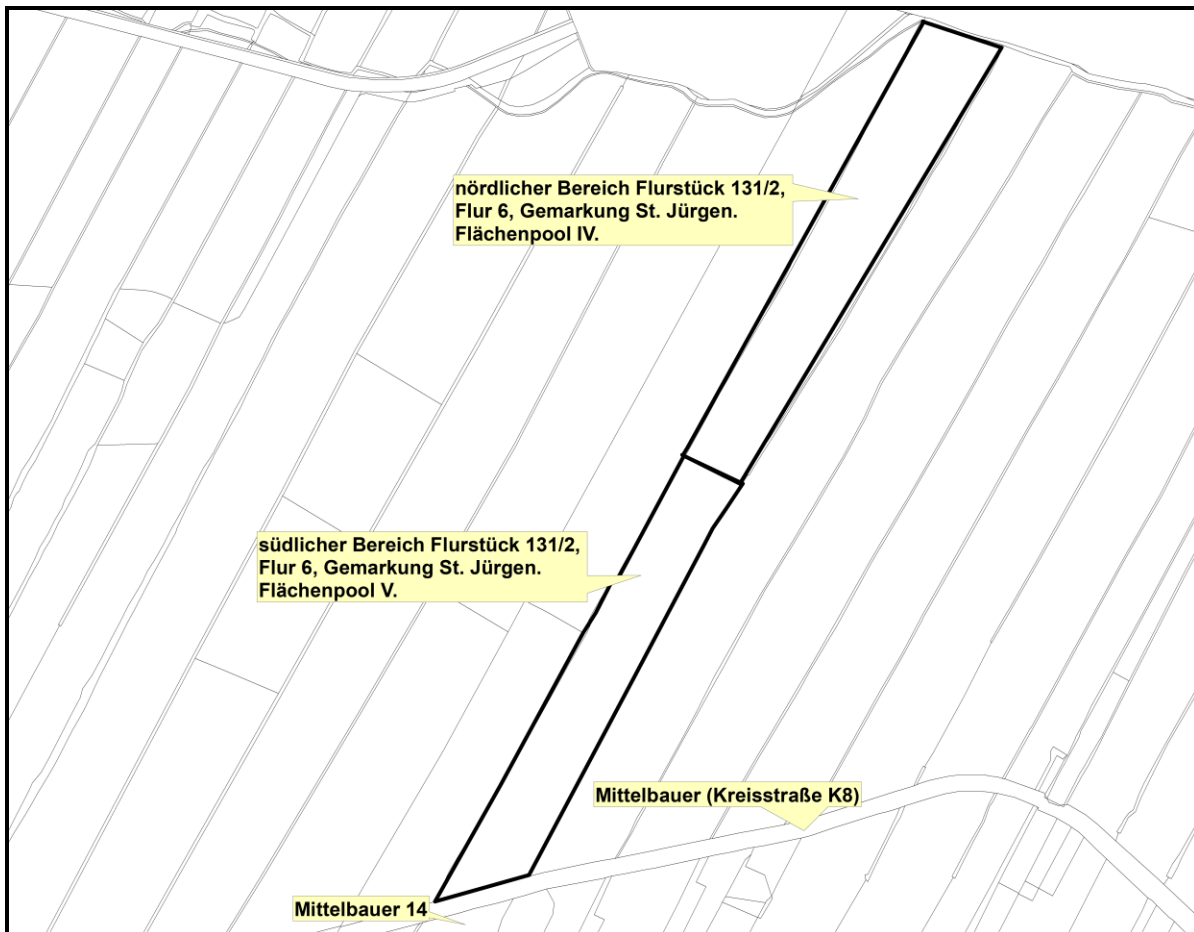 nördlicher Bereich Flurstück 131/2,
Flur 6, Gemarkung St. Jürgen.
Flächenpool IV.
südlicher Bereich Flurstück 131/2,
Flur 6, Gemarkung St. Jürgen.
Flächenpool V.
Mittelbauer (Kreisstraße K8)
Mittelbauer 14